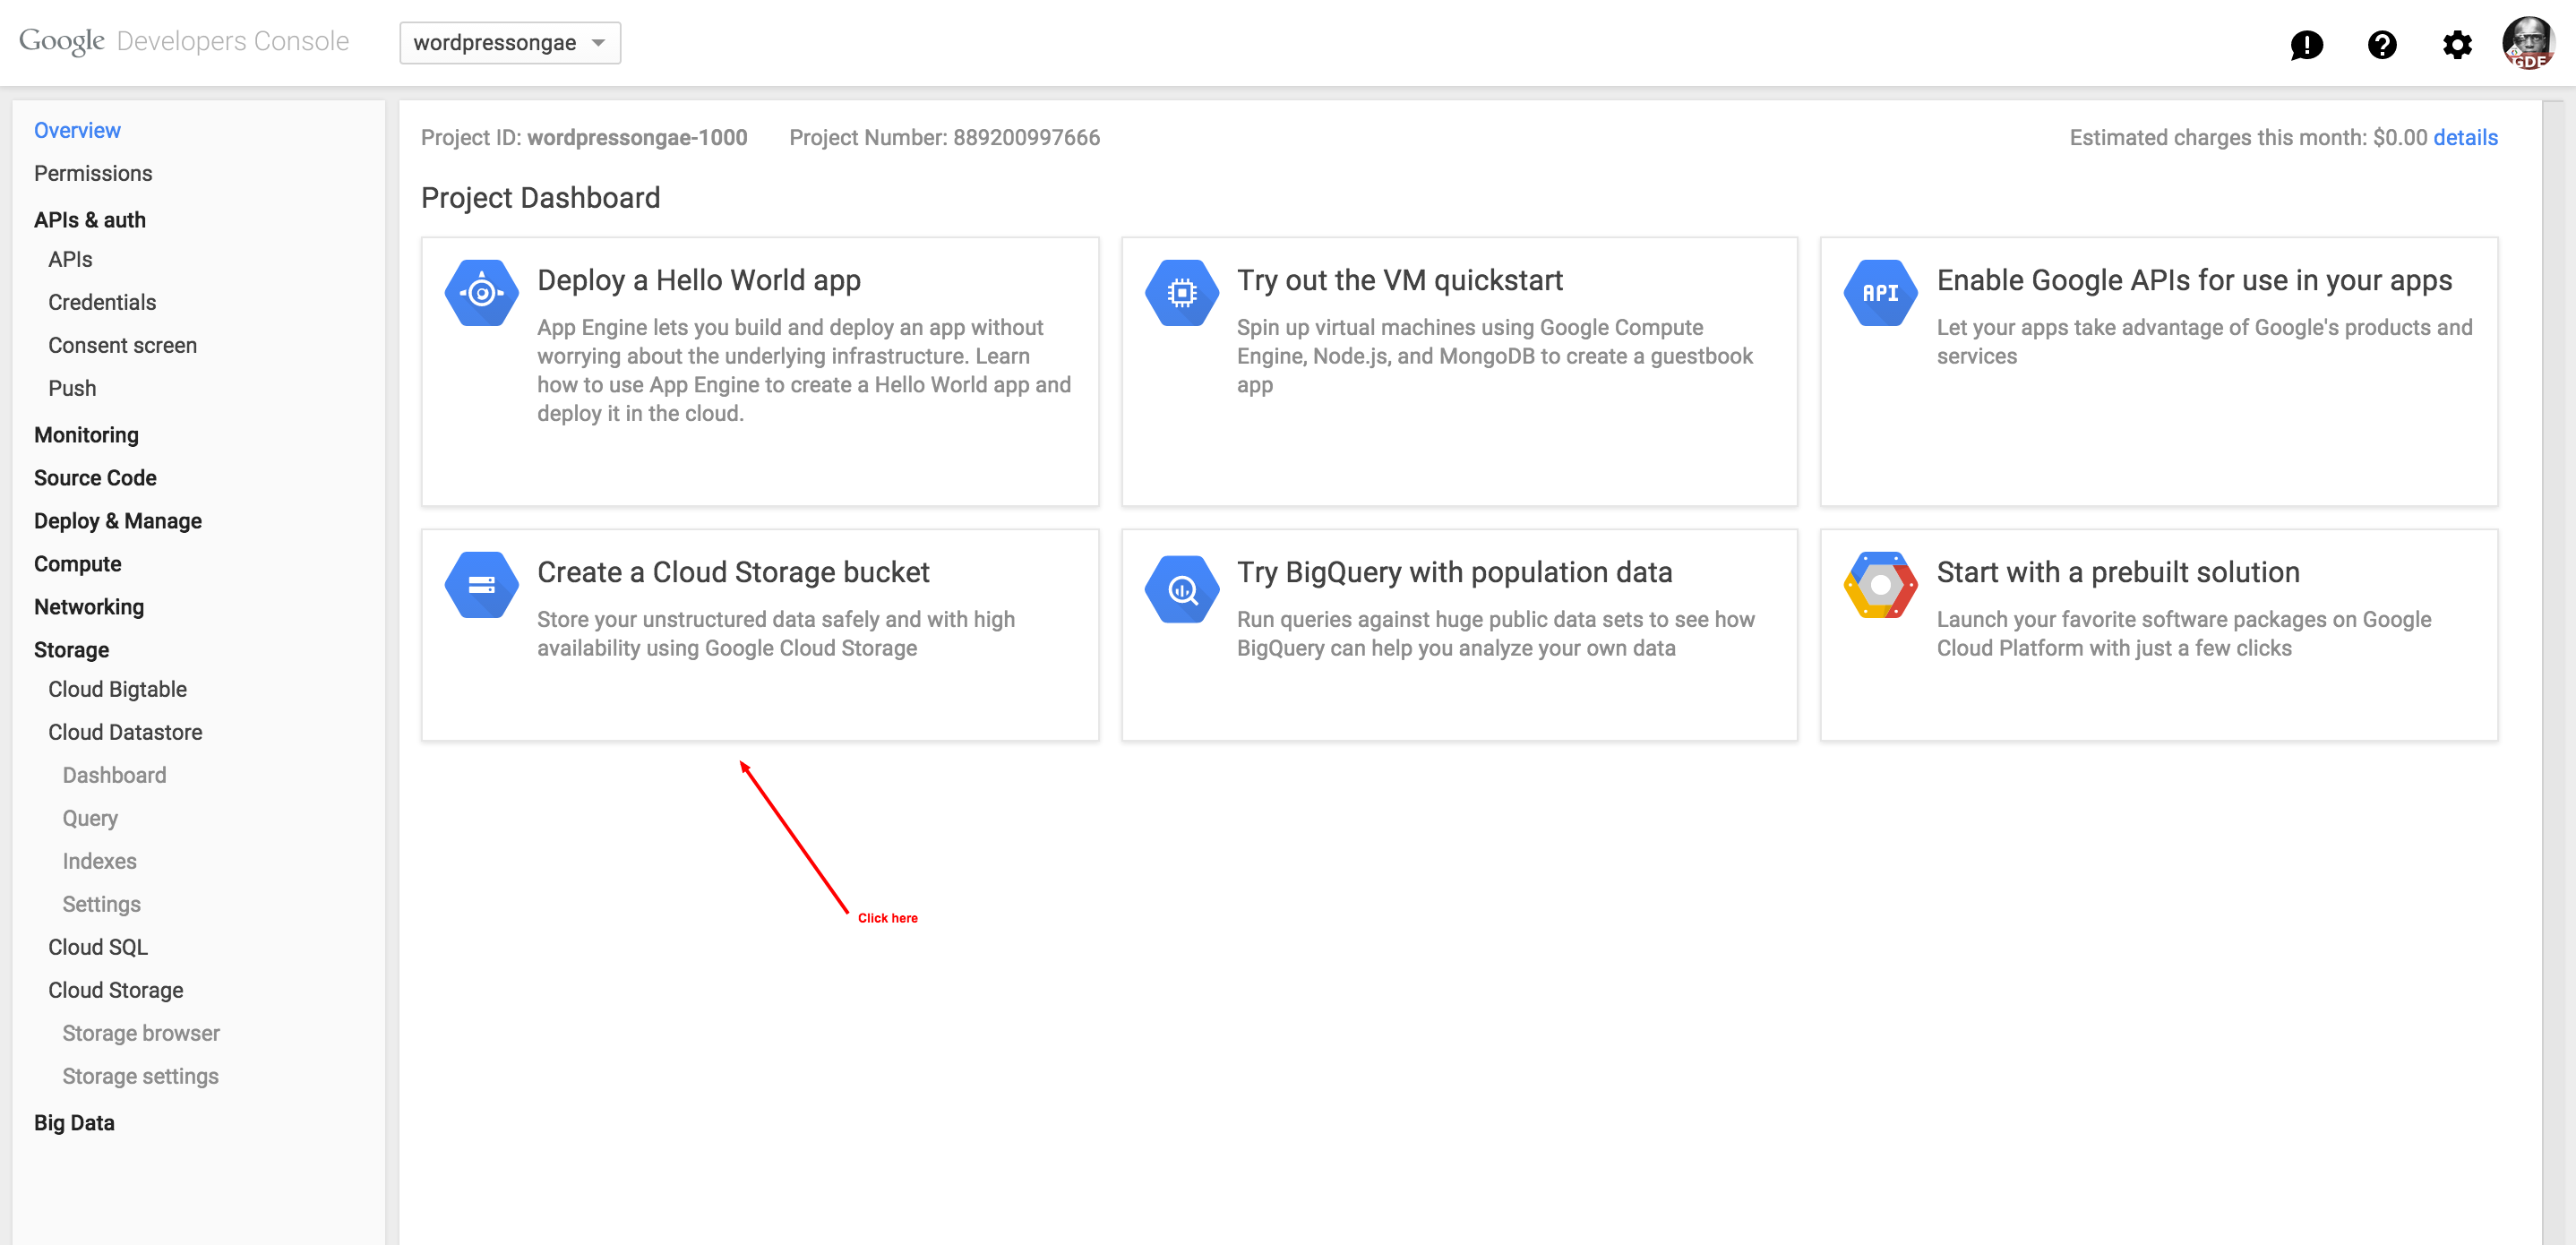 Google Developers Console
wordpressongae
GDE
Overview
Permissions
APIs & auth
APIs
Credentials
Consent screen
Push
Monitoring
Source Code
Deploy & Manage
Compute
Networking
Storage
Cloud Bigtable
Cloud Datastore
Dashboard
Query
Indexes
Settings
Cloud SQL
Cloud Storage
Storage browser
Storage settings
Big Data
Project ID: wordpressongae-1000 Project Number: 889200997666
Estimated charges this month: $0.00 details
Project Dashboard
Deploy a Hello World app
App Engine lets you build and deploy an app without
worrying about the underlying infrastructure. Learn
how to use App Engine to create a Hello World app and
deploy it in the cloud.
Try out the VM quickstart
Spin up virtual machines using Google Compute
Engine, Node.js, and MongoDB to create a guestbook
app
API
Enable Google APIs for use in your apps
Let your apps take advantage of Google's products and
services
Create a Cloud Storage bucket
Store your unstructured data safely and with high
availability using Google Cloud Storage
Try BigQuery with population data
Run queries against huge public data sets to see how
BigQuery can help you analyze your own data
Start with a prebuilt solution
Launch your favorite software packages on Google
Cloud Platform with just a few clicks
Click here